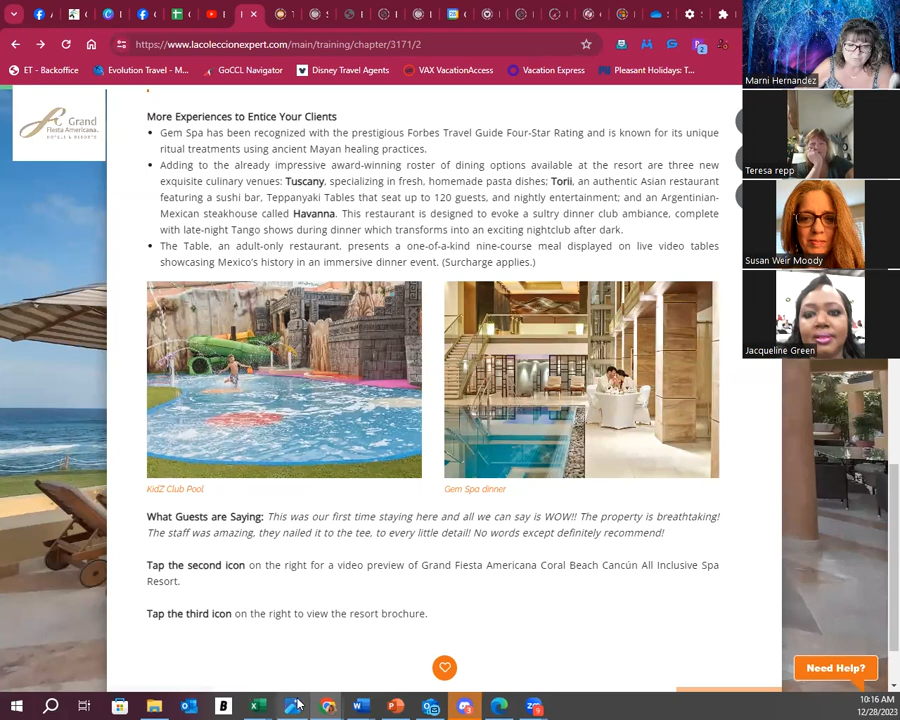 https://www.lacoleccionexpert.com/main/training/chapter/3171/2
ET - Backoffice
Evolution Travel - M...
GoCCL Navigator
Disney Travel Agents
VAX VacationAccess
Vacation Express
Pleasant Holidays: T...
Marni Hernandez
Teresa repp
Susan Weir Moody
Jacqueline Green
Grand
Fiesta Americana.
HOTELS & RESORTS
More Experiences to Entice Your Clients
Gem Spa has been recognized with the prestigious Forbes Travel Guide Four-Star Rating and is known for its unique
ritual treatments using ancient Mayan healing practices.
Adding to the already impressive award-winning roster of dining options available at the resort are three new
exquisite culinary venues: Tuscany, specializing in fresh, homemade pasta dishes; Torii, an authentic Asian restaurant
featuring a sushi bar, Teppanyaki Tables that seat up to 120 guests, and nightly entertainment; and an Argentinian-
Mexican steakhouse called Havanna. This restaurant is designed to evoke a sultry dinner club ambiance, complete
with late-night Tango shows during dinner which transforms into an exciting nightclub after dark.
The Table, an adult-only restaurant, presents a one-of-a-kind nine-course meal displayed on live video tables
showcasing Mexico's history in an immersive dinner event. (Surcharge applies.)
KidZ Club Pool
Gem Spa dinner
What Guests are Saying: This was our first time staying here and all we can say is WOW!! The property is breathtaking!
The staff was amazing, they nailed it to the tee, to every little detail! No words except definitely recommend!
Tap the second icon on the right for a video preview of Grand Fiesta Americana Coral Beach Cancún All Inclusive Spa
Resort.
Tap the third icon on the right to view the resort brochure.
Need Help?
10:16 AM
12/28/2023